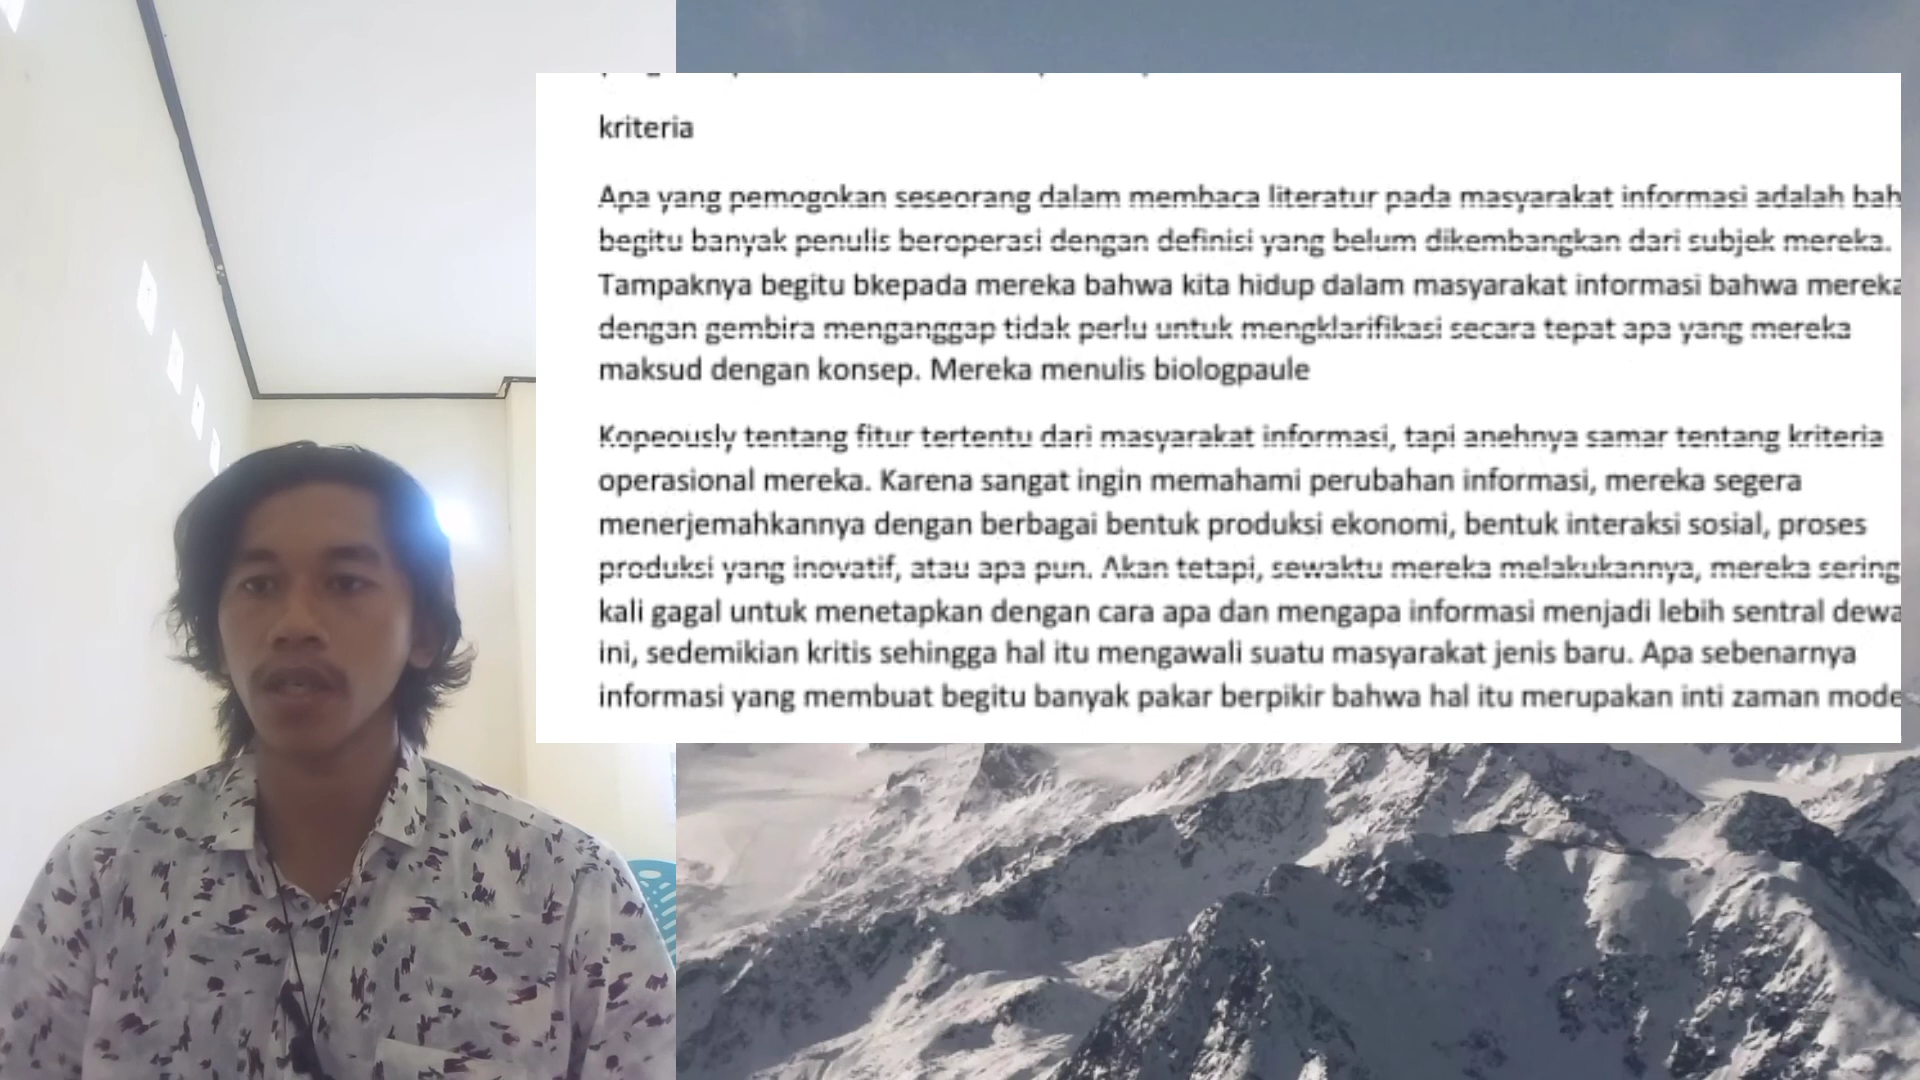 kriteria
Apa yang pemogokan seseorang dalam membaca literatur pada masyarakat informasi adalah bah
begitu banyak penulis beroperasi dengan definisi yang belum dikembangkan dari subjek mereka.
Tampaknya begitu bkepada mereka bahwa kita hidup dalam masyarakat informasi bahwa mereka
dengan gembira menganggap tidak perlu untuk mengklarifikasi secara tepat apa yang mereka
maksud dengan konsep. Mereka menulis biologpaule
Kopeously tentang fitur tertentu dari masyarakat informasi, tapi anehnya samar tentang kriteria
operasional mereka. Karena sangat ingin memahami perubahan informasi, mereka segera
menerjemahkannya dengan berbagai bentuk produksi ekonomi, bentuk interaksi sosial, proses
produksi yang inovatif, atau apa pun. Akan tetapi, sewaktu mereka melakukannya, mereka sering
kali gagal untuk menetapkan dengan cara apa dan mengapa informasi menjadi lebih sentral dewa
ini, sedemikian kritis sehingga hal itu mengawali suatu masyarakat jenis baru. Apa sebenarnya
informasi yang membuat begitu banyak pakar berpikir bahwa hal itu merupakan inti zaman mode